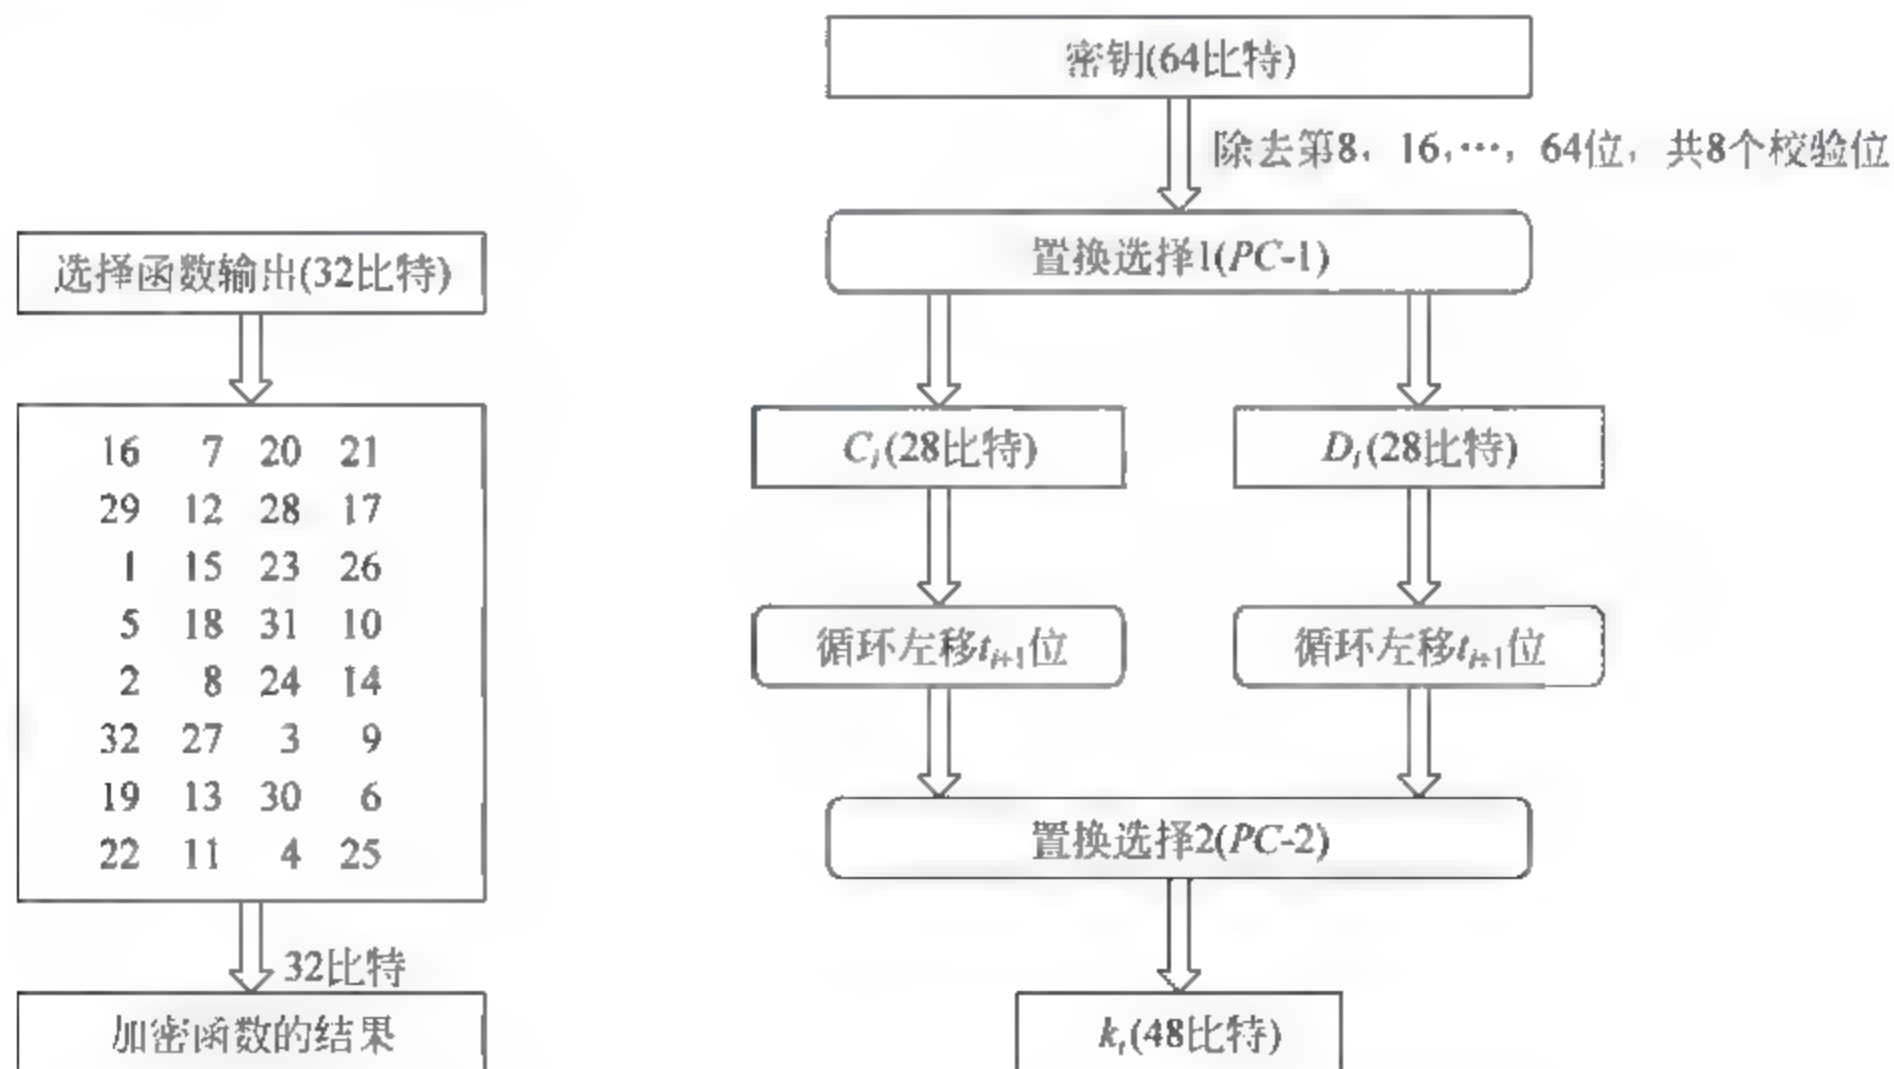 选择函数输出(32比特)
16 7 20 21
29 12 28 17
1 15 23 26
5 18 31 10
2 8 24 14
32 27 3 9
19 13 30 6
22 11 4 25
32比特
加密函数的结果
密钥(64比特)
除去第8, 16,…, 64位, 共8个校验位
置换选择1(PC-1)
C_i(28比特)
D_i(28比特)
循环左移t_{i+1}位
循环左移t_{i+1}位
置换选择2(PC-2)
k_i(48比特)